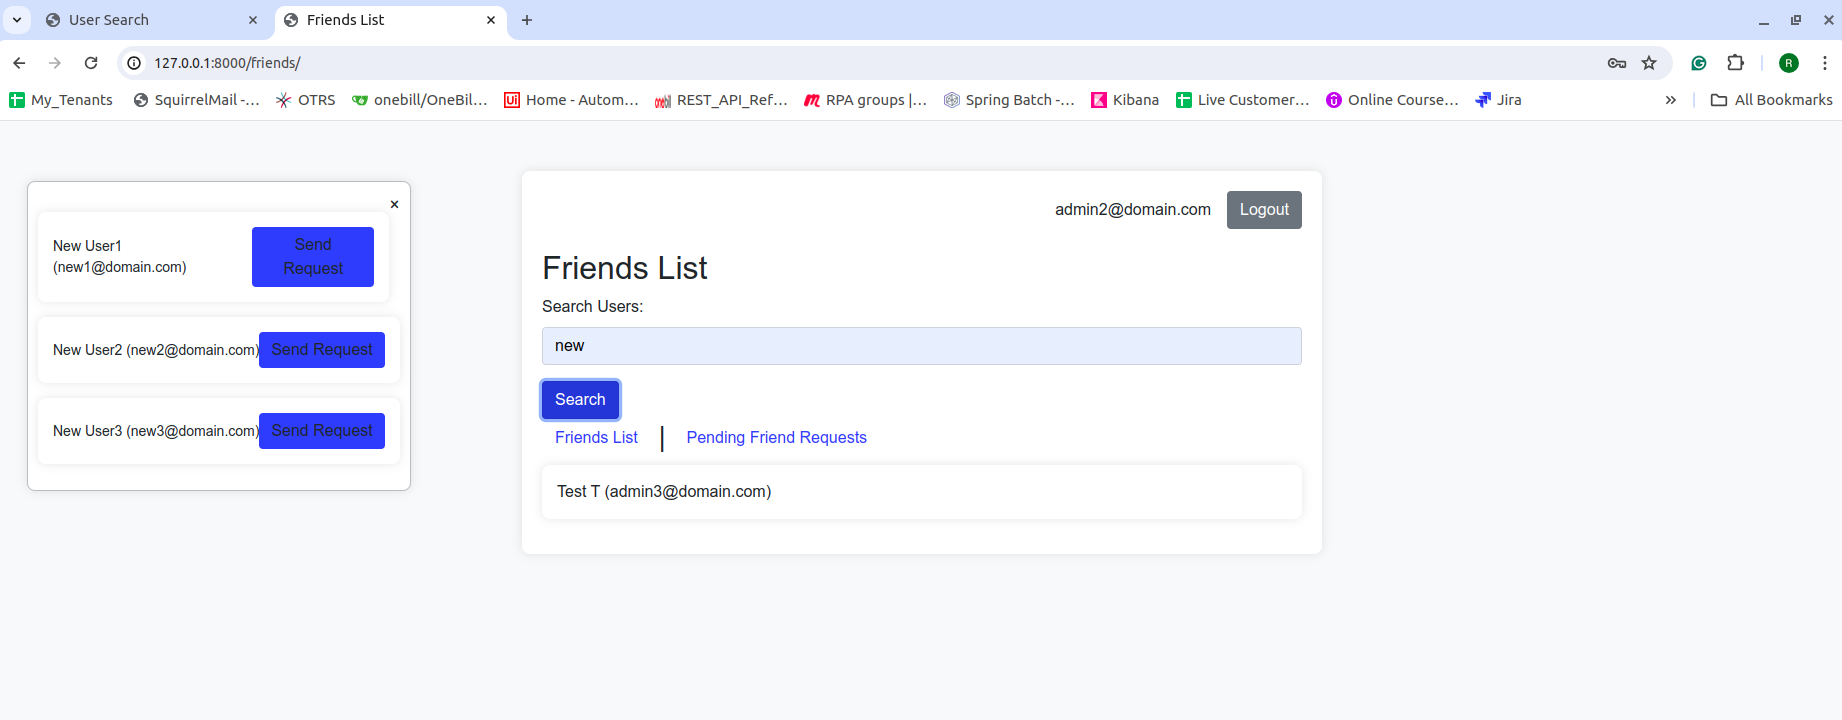 User Search
Friends List
127.0.0.1:8000/friends/
R
My_Tenants
SquirrelMail -...
OTRS
onebill/OneBil...
Ui Home - Autom...
REST_API_Ref...
RPA groups |...
Spring Batch -...
Kibana
Live Customer...
Online Course...
Jira
All Bookmarks
×
New User1
(new1@domain.com)
Send
Request
New User2 (new2@domain.com)
Send Request
New User3 (new3@domain.com)
Send Request
admin2@domain.com
Logout
Friends List
Search Users:
new
Search
Friends List | Pending Friend Requests
Test T (admin3@domain.com)